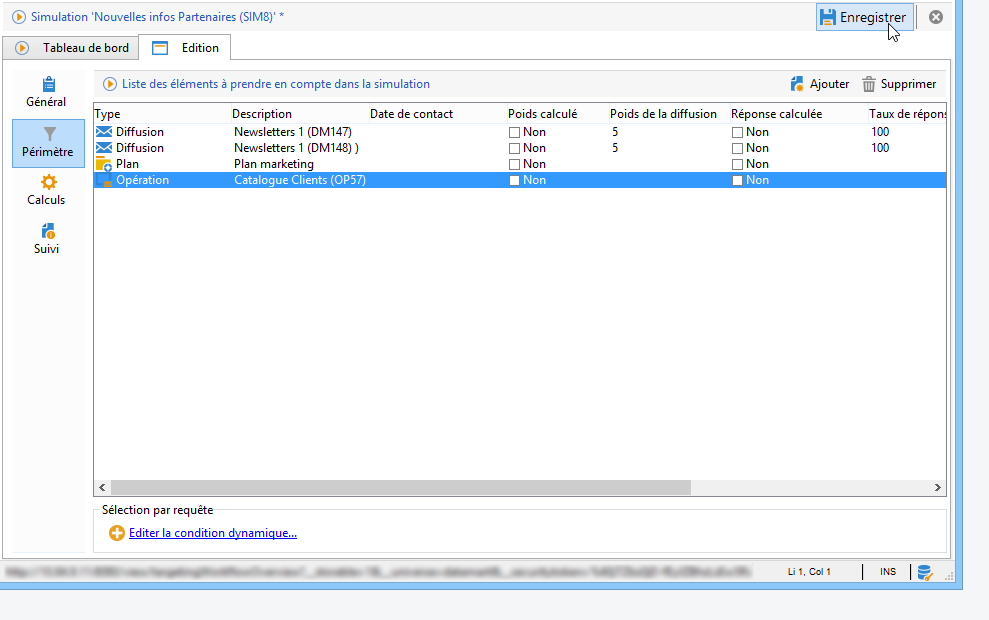 Simulation 'Nouvelles infos Partenaires (SIM8)' *
Enregistrer
Tableau de bord
Edition
Général
Périmètre
Calculs
Suivi
Liste des éléments à prendre en compte dans la simulation
Ajouter
Supprimer
Type Description Date de contact Poids calculé Poids de la diffusion Réponse calculée Taux de répons
Diffusion Newsletters 1 (DM147) Non 5 Non 100
Diffusion Newsletters 1 (DM148) ) Non 5 Non 100
Plan Plan marketing Non Non
Opération Catalogue Clients (OP57) Non Non
Sélection par requête
Editer la condition dynamique...
Li 1, Col 1
INS